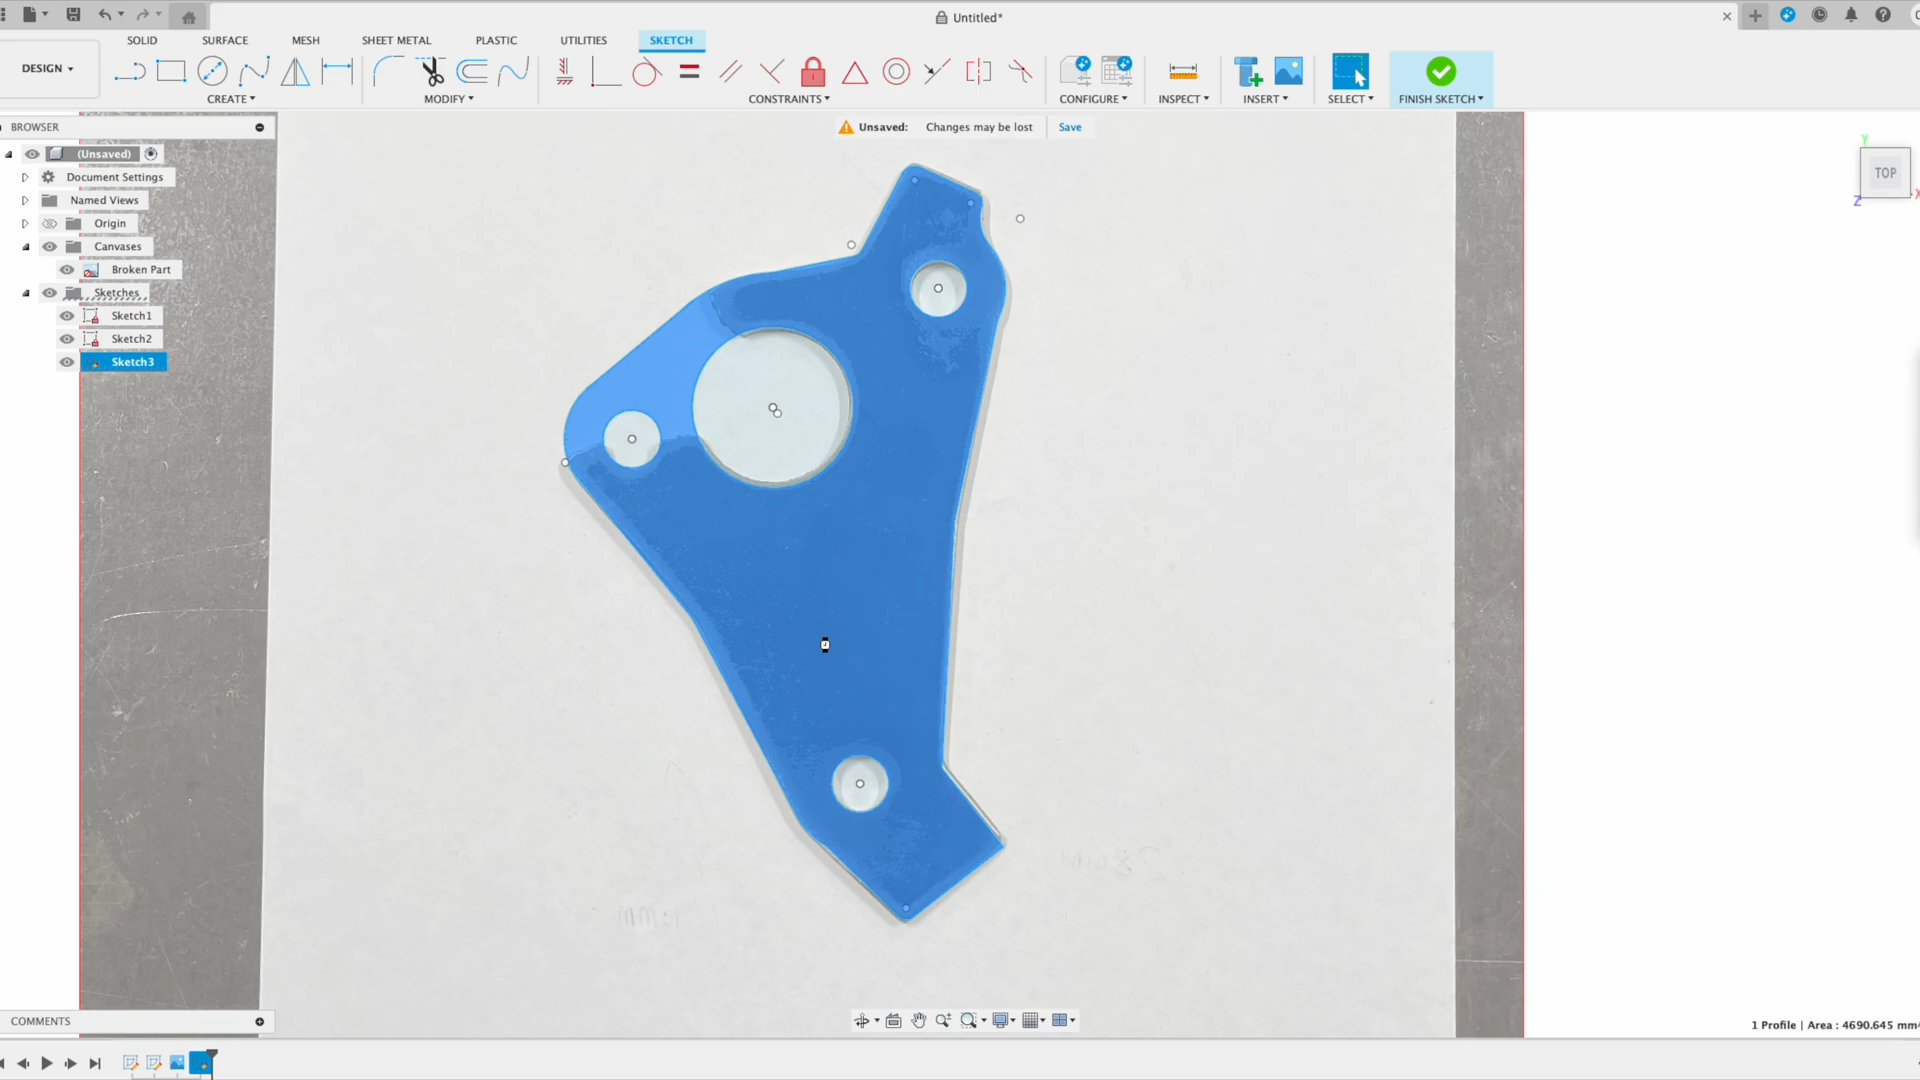 Untitled*
SOLID SURFACE MESH SHEET METAL PLASTIC UTILITIES SKETCH
DESIGN
CREATE MODIFY CONSTRAINTS CONFIGURE INSPECT INSERT SELECT FINISH SKETCH
BROWSER
Unsaved: Changes may be lost Save
(Unsaved)
Document Settings
Named Views
Origin
Canvases
Broken Part
Sketches
Sketch1
Sketch2
Sketch3
Y
TOP
Z
X
COMMENTS
1 Profile | Area : 4690.645 mm